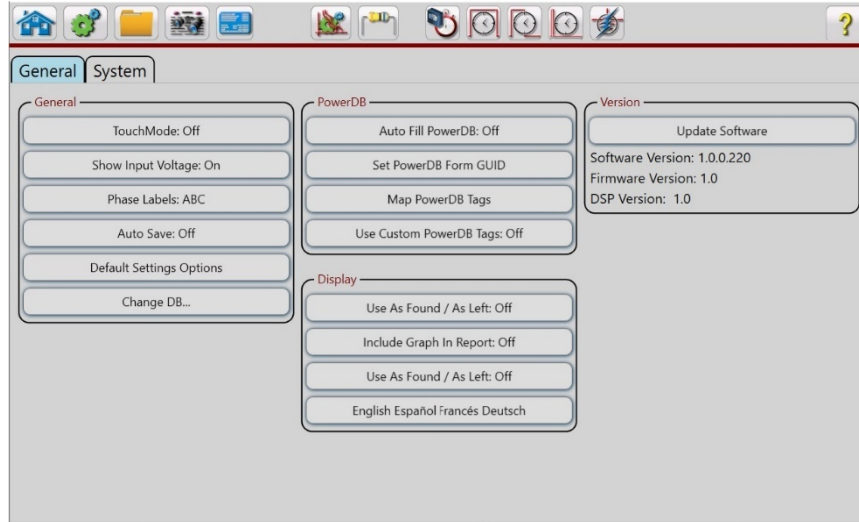 General
System
General
TouchMode: Off
Show Input Voltage: On
Phase Labels: ABC
Auto Save: Off
Default Settings Options
Change DB...
PowerDB
Auto Fill PowerDB: Off
Set PowerDB Form GUID
Map PowerDB Tags
Use Custom PowerDB Tags: Off
Display
Use As Found / As Left: Off
Include Graph In Report: Off
Use As Found / As Left: Off
English Español Francés Deutsch
Version
Update Software
Software Version: 1.0.0.220
Firmware Version: 1.0
DSP Version: 1.0